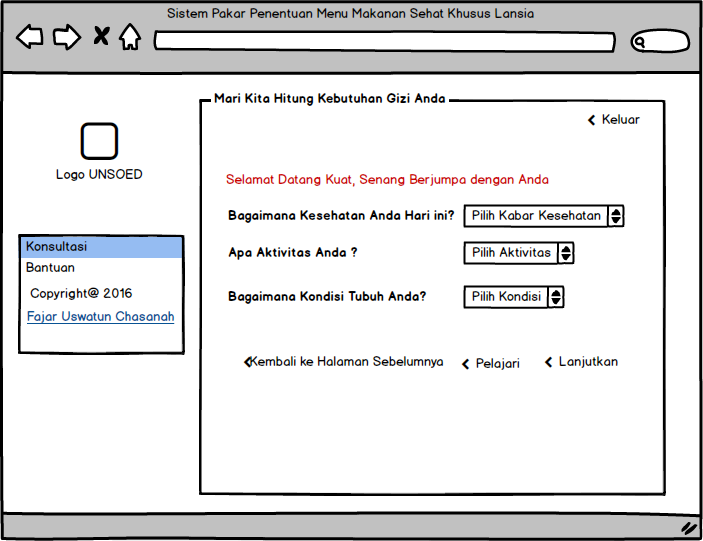 Sistem Pakar Penentuan Menu Makanan Sehat Khusus Lansia
Mari Kita Hitung Kebutuhan Gizi Anda
Keluar
Logo UNSOED
Selamat Datang Kuat, Senang Berjumpa dengan Anda
Bagaimana Kesehatan Anda Hari ini? Pilih Kabar Kesehatan
Konsultasi
Apa Aktivitas Anda ? Pilih Aktivitas
Bantuan
Copyright@ 2016
Bagaimana Kondisi Tubuh Anda? Pilih Kondisi
Fajar Uswatun Chasanah
Kembali ke Halaman Sebelumnya Pelajari Lanjutkan